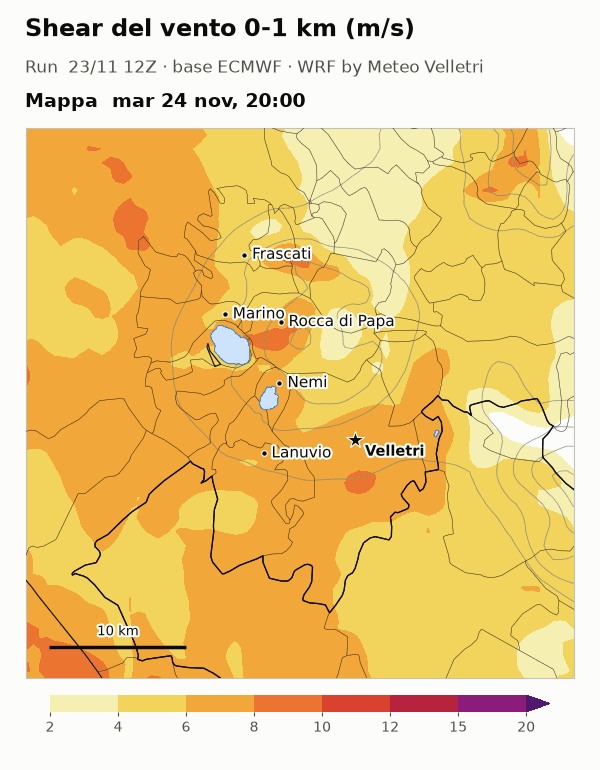 Shear del vento 0-1 km (m/s)
Run  23/11 12Z · base ECMWF · WRF by Meteo Velletri
Mappa  mar 24 nov, 20:00
Frascati
Marino
Rocca di Papa
Nemi
Velletri
Lanuvio
10 km
2 4 6 8 10 12 15 20